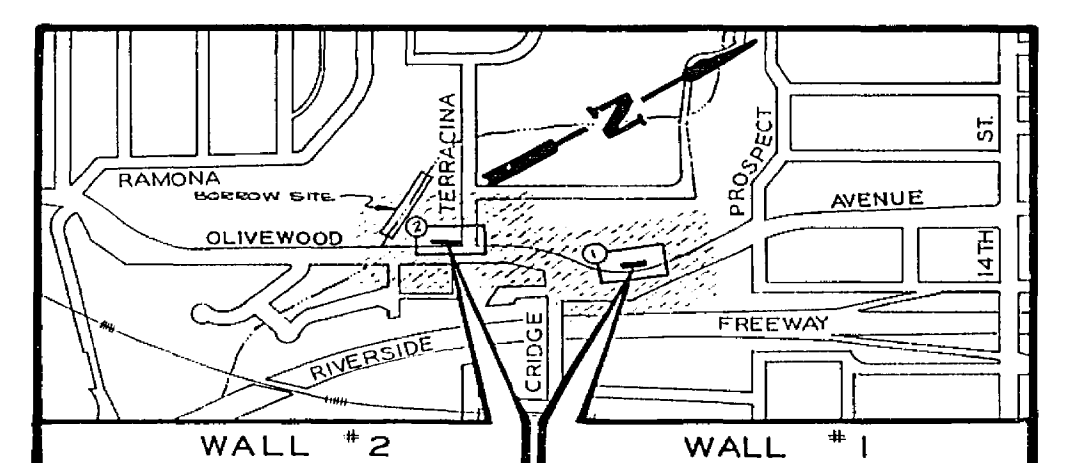 N
TERRACINA
PROSPECT
ST.
RAMONA
BORROW SITE
AVENUE
2
OLIVEWOOD
1
14TH
CRIDGE
FREEWAY
RIVERSIDE
WALL #2
WALL #1